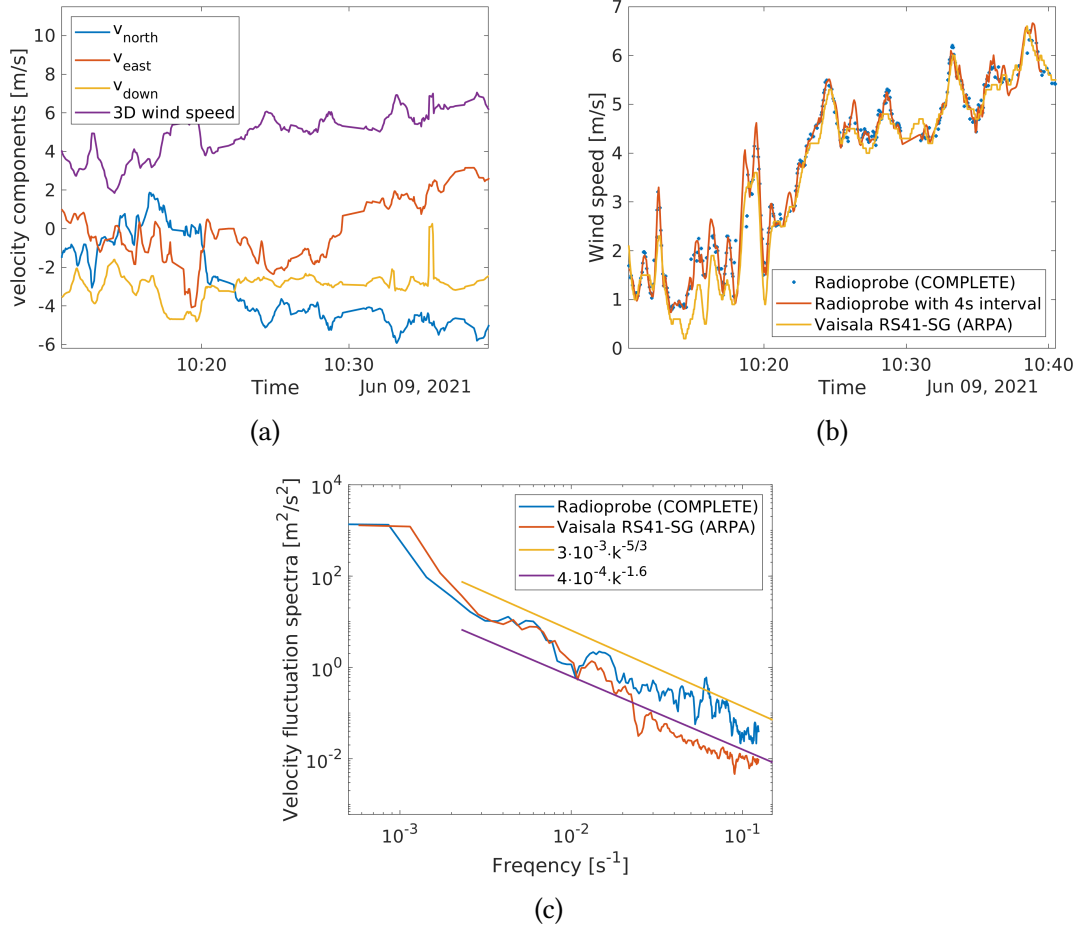 10
8
6
4
2
0
-2
-4
-6
velocity components [m/s]
v_north
v_east
v_down
3D wind speed
10:20
10:30
Time
Jun 09, 2021
(a)
7
6
5
4
3
2
1
0
Wind speed [m/s]
Radioprobe (COMPLETE)
Radioprobe with 4s interval
Vaisala RS41-SG (ARPA)
10:20
10:30
10:40
Time
Jun 09, 2021
(b)
10^4
10^2
10^0
10^-2
Velocity fluctuation spectra [m^2/s^2]
Radioprobe (COMPLETE)
Vaisala RS41-SG (ARPA)
3·10^-3·k^-5/3
4·10^-4·k^-1.6
10^-3
10^-2
10^-1
Freqency [s^-1]
(c)